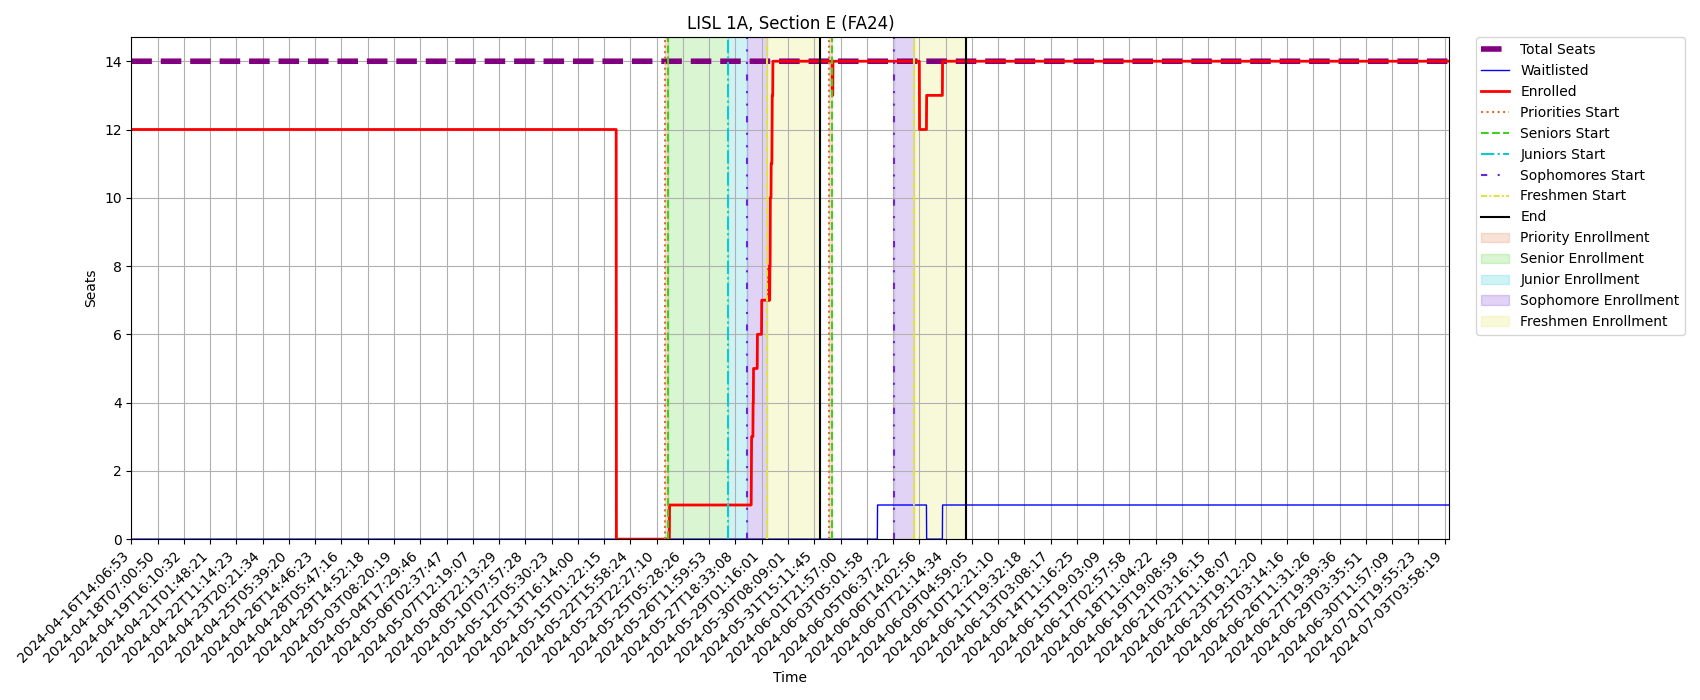 LISL 1A, Section E (FA24)
Seats
14
12
10
8
6
4
2
0
2024-04-16T14:06:53
2024-04-18T07:00:50
2024-04-19T16:10:32
2024-04-21T01:48:21
2024-04-22T11:14:23
2024-04-23T20:21:34
2024-04-25T05:39:20
2024-04-26T14:46:23
2024-04-28T05:47:16
2024-04-29T14:52:18
2024-05-03T08:20:19
2024-05-04T17:29:46
2024-05-06T02:37:47
2024-05-07T12:19:07
2024-05-08T22:13:29
2024-05-10T07:57:28
2024-05-12T05:30:23
2024-05-13T16:14:00
2024-05-15T01:22:15
2024-05-22T15:58:24
2024-05-23T22:27:10
2024-05-25T05:28:26
2024-05-26T11:59:53
2024-05-27T18:33:08
2024-05-29T01:16:01
2024-05-30T08:09:01
2024-05-31T15:11:45
2024-06-01T21:57:00
2024-06-03T05:01:58
2024-06-05T06:37:22
2024-06-06T14:02:56
2024-06-07T21:14:34
2024-06-09T04:59:05
2024-06-10T12:21:10
2024-06-11T19:32:18
2024-06-13T03:08:17
2024-06-14T11:16:25
2024-06-15T19:03:09
2024-06-17T02:57:58
2024-06-18T11:04:22
2024-06-19T19:08:59
2024-06-21T03:16:15
2024-06-22T11:18:07
2024-06-23T19:12:20
2024-06-25T03:14:16
2024-06-26T11:31:26
2024-06-27T19:39:36
2024-06-29T03:35:51
2024-06-30T11:57:09
2024-07-01T19:55:23
2024-07-03T03:58:19
Time
Total Seats
Waitlisted
Enrolled
Priorities Start
Seniors Start
Juniors Start
Sophomores Start
Freshmen Start
End
Priority Enrollment
Senior Enrollment
Junior Enrollment
Sophomore Enrollment
Freshmen Enrollment